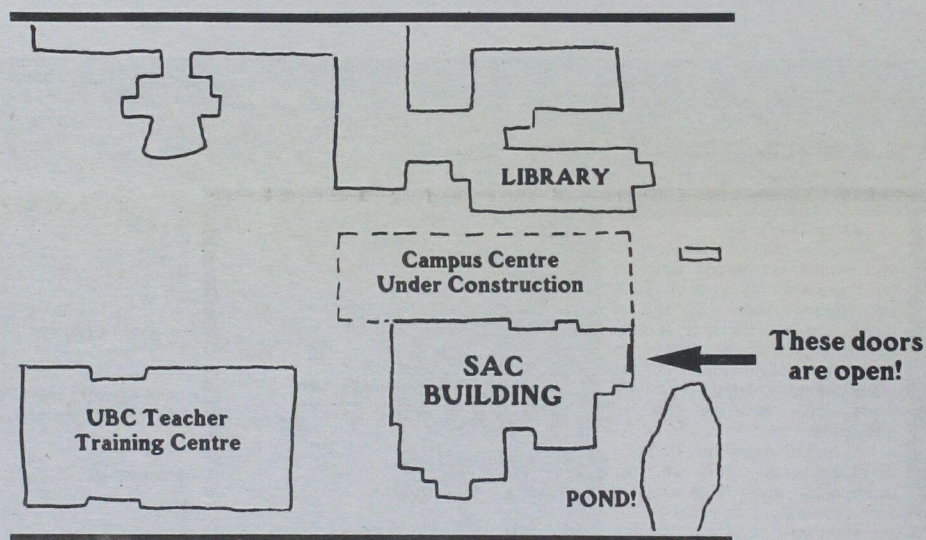 LIBRARY
Campus Centre
Under Construction
These doors
are open!
SAC
BUILDING
UBC Teacher
Training Centre
POND!